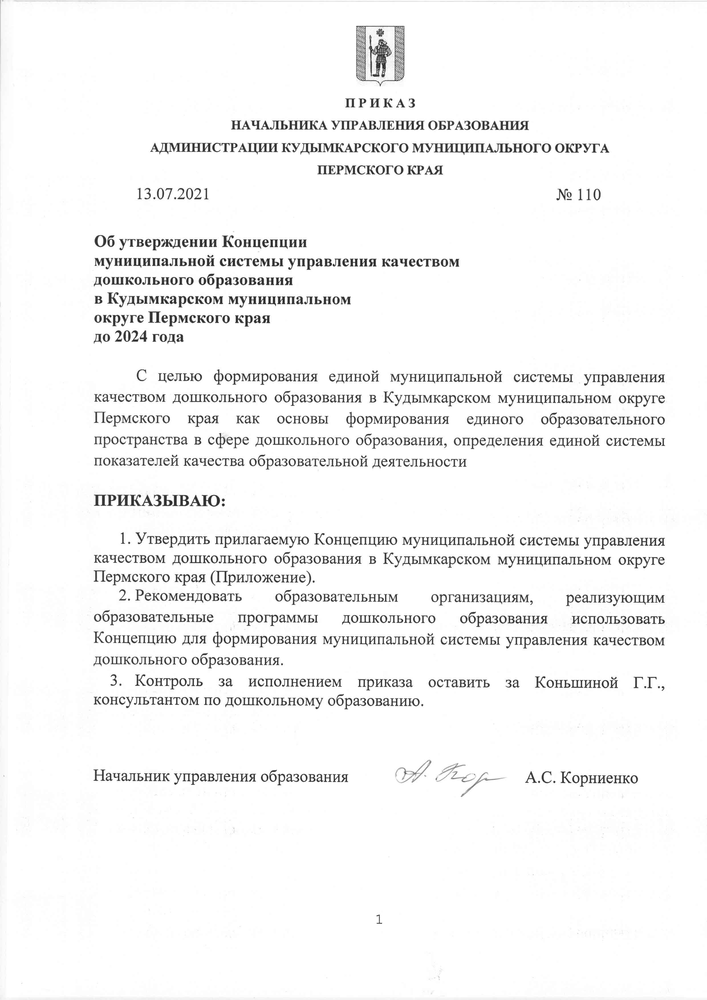 П Р И К А З
НАЧАЛЬНИКА УПРАВЛЕНИЯ ОБРАЗОВАНИЯ
АДМИНИСТРАЦИИ КУДЫМКАРСКОГО МУНИЦИПАЛЬНОГО ОКРУГА
ПЕРМСКОГО КРАЯ
13.07.2021 № 110
Об утверждении Концепции
муниципальной системы управления качеством
дошкольного образования
в Кудымкарском муниципальном
округе Пермского края
до 2024 года
С целью формирования единой муниципальной системы управления
качеством дошкольного образования в Кудымкарском муниципальном округе
Пермского края как основы формирования единого образовательного
пространства в сфере дошкольного образования, определения единой системы
показателей качества образовательной деятельности
ПРИКАЗЫВАЮ:
1. Утвердить прилагаемую Концепцию муниципальной системы управления
качеством дошкольного образования в Кудымкарском муниципальном округе
Пермского края (Приложение).
2. Рекомендовать образовательным организациям, реализующим
образовательные программы дошкольного образования использовать
Концепцию для формирования муниципальной системы управления качеством
дошкольного образования.
3. Контроль за исполнением приказа оставить за Коньшиной Г.Г.,
консультантом по дошкольному образованию.
Начальник управления образования А. Кор А.С. Корниенко
1